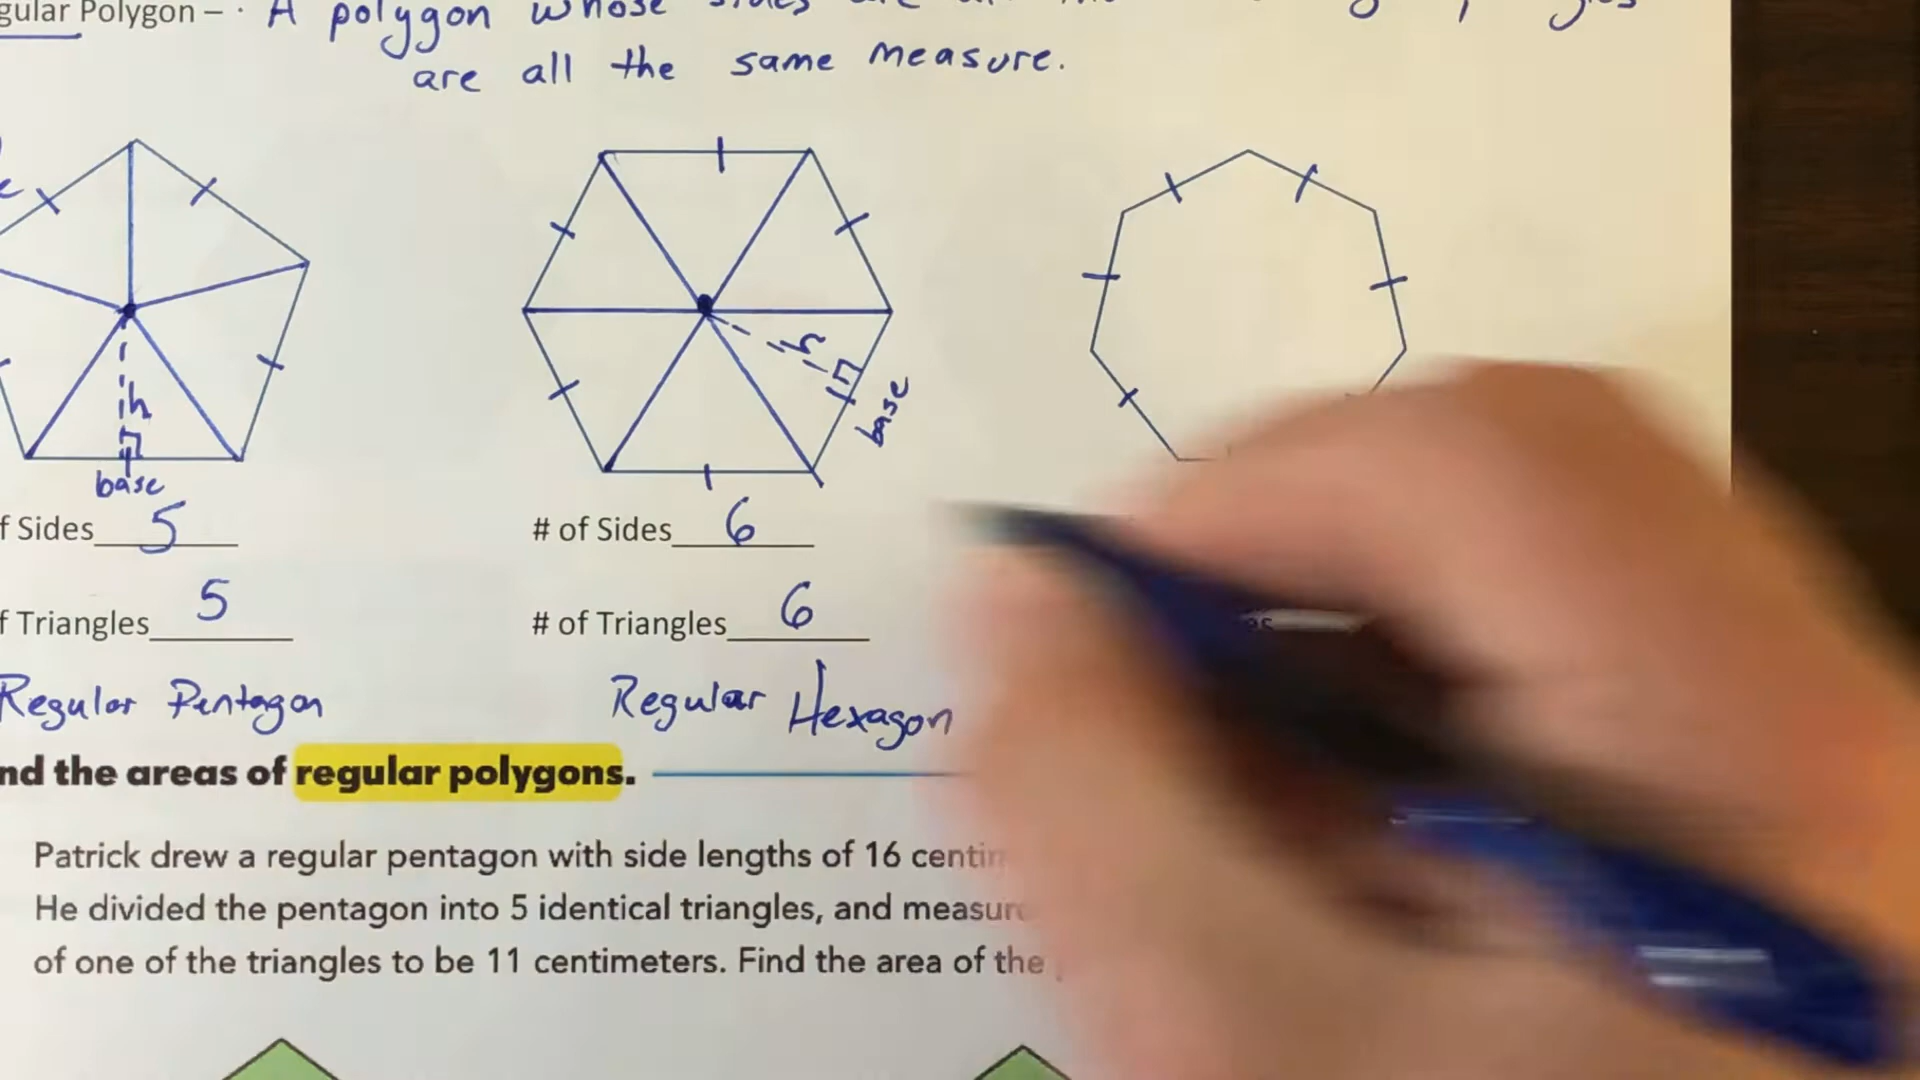 gular Polygon – · A polygon whose sides
are all the same measure.
h
base
h
base
f Sides 5
# of Sides 6
f Triangles 5
# of Triangles 6
Regular Pentagon
Regular Hexagon
nd the areas of regular polygons.
Patrick drew a regular pentagon with side lengths of 16 centim
He divided the pentagon into 5 identical triangles, and measure
of one of the triangles to be 11 centimeters. Find the area of the